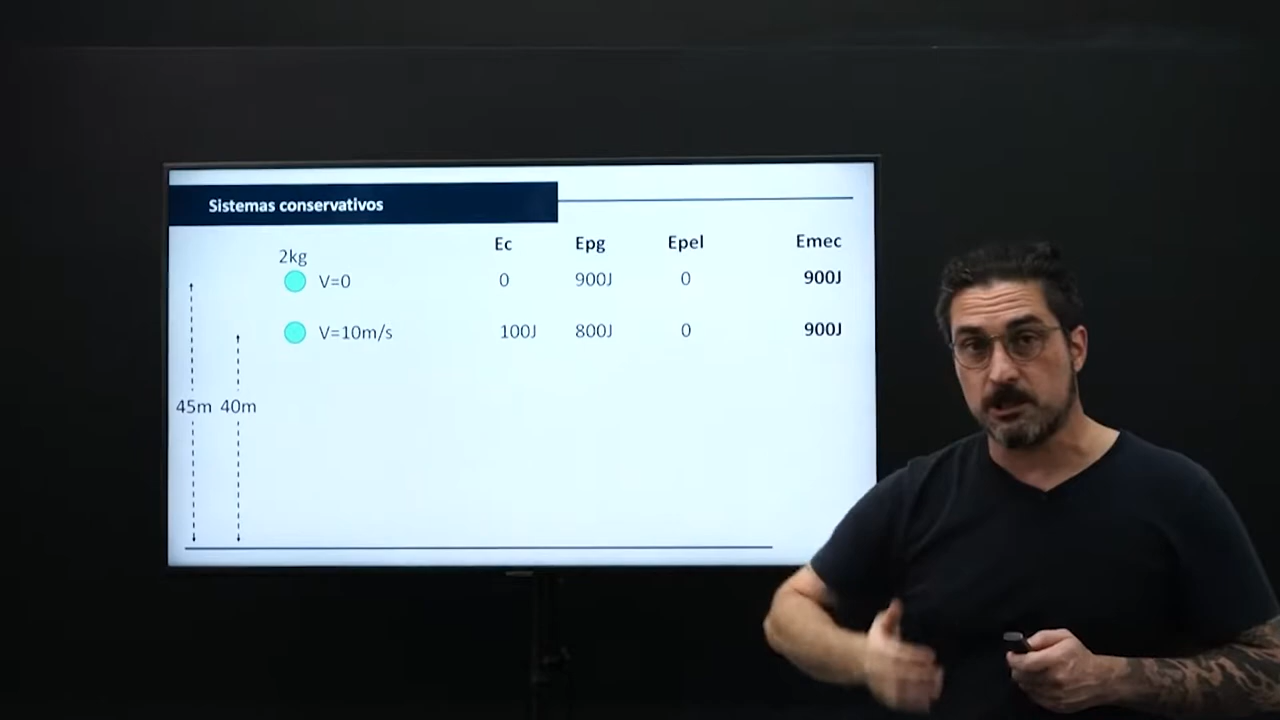 Sistemas conservativos
Ec Epg Epel Emec
2kg
V=0 0 900J 0 900J
V=10m/s 100J 800J 0 900J
45m 40m